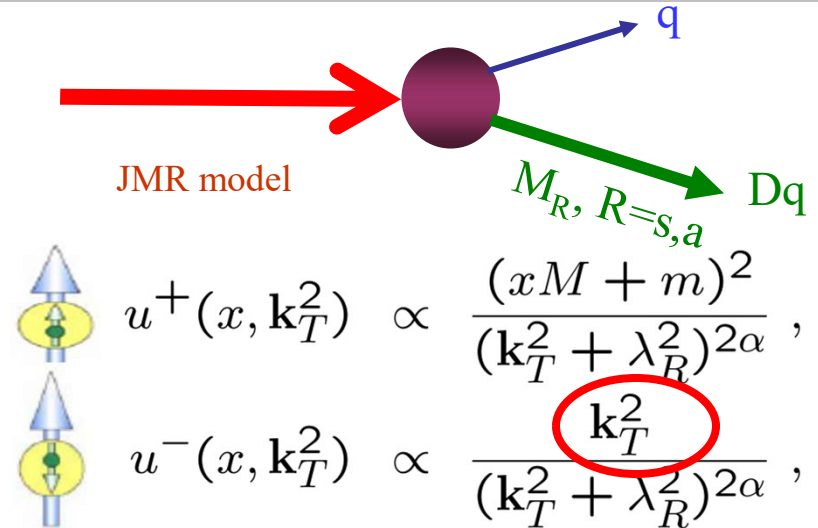 q
JMR model
M_R, R=s,a
Dq
u^+(x, k_T^2) ∝ (xM + m)^2 / (k_T^2 + λ_R^2)^{2α} ,
u^-(x, k_T^2) ∝ k_T^2 / (k_T^2 + λ_R^2)^{2α} ,